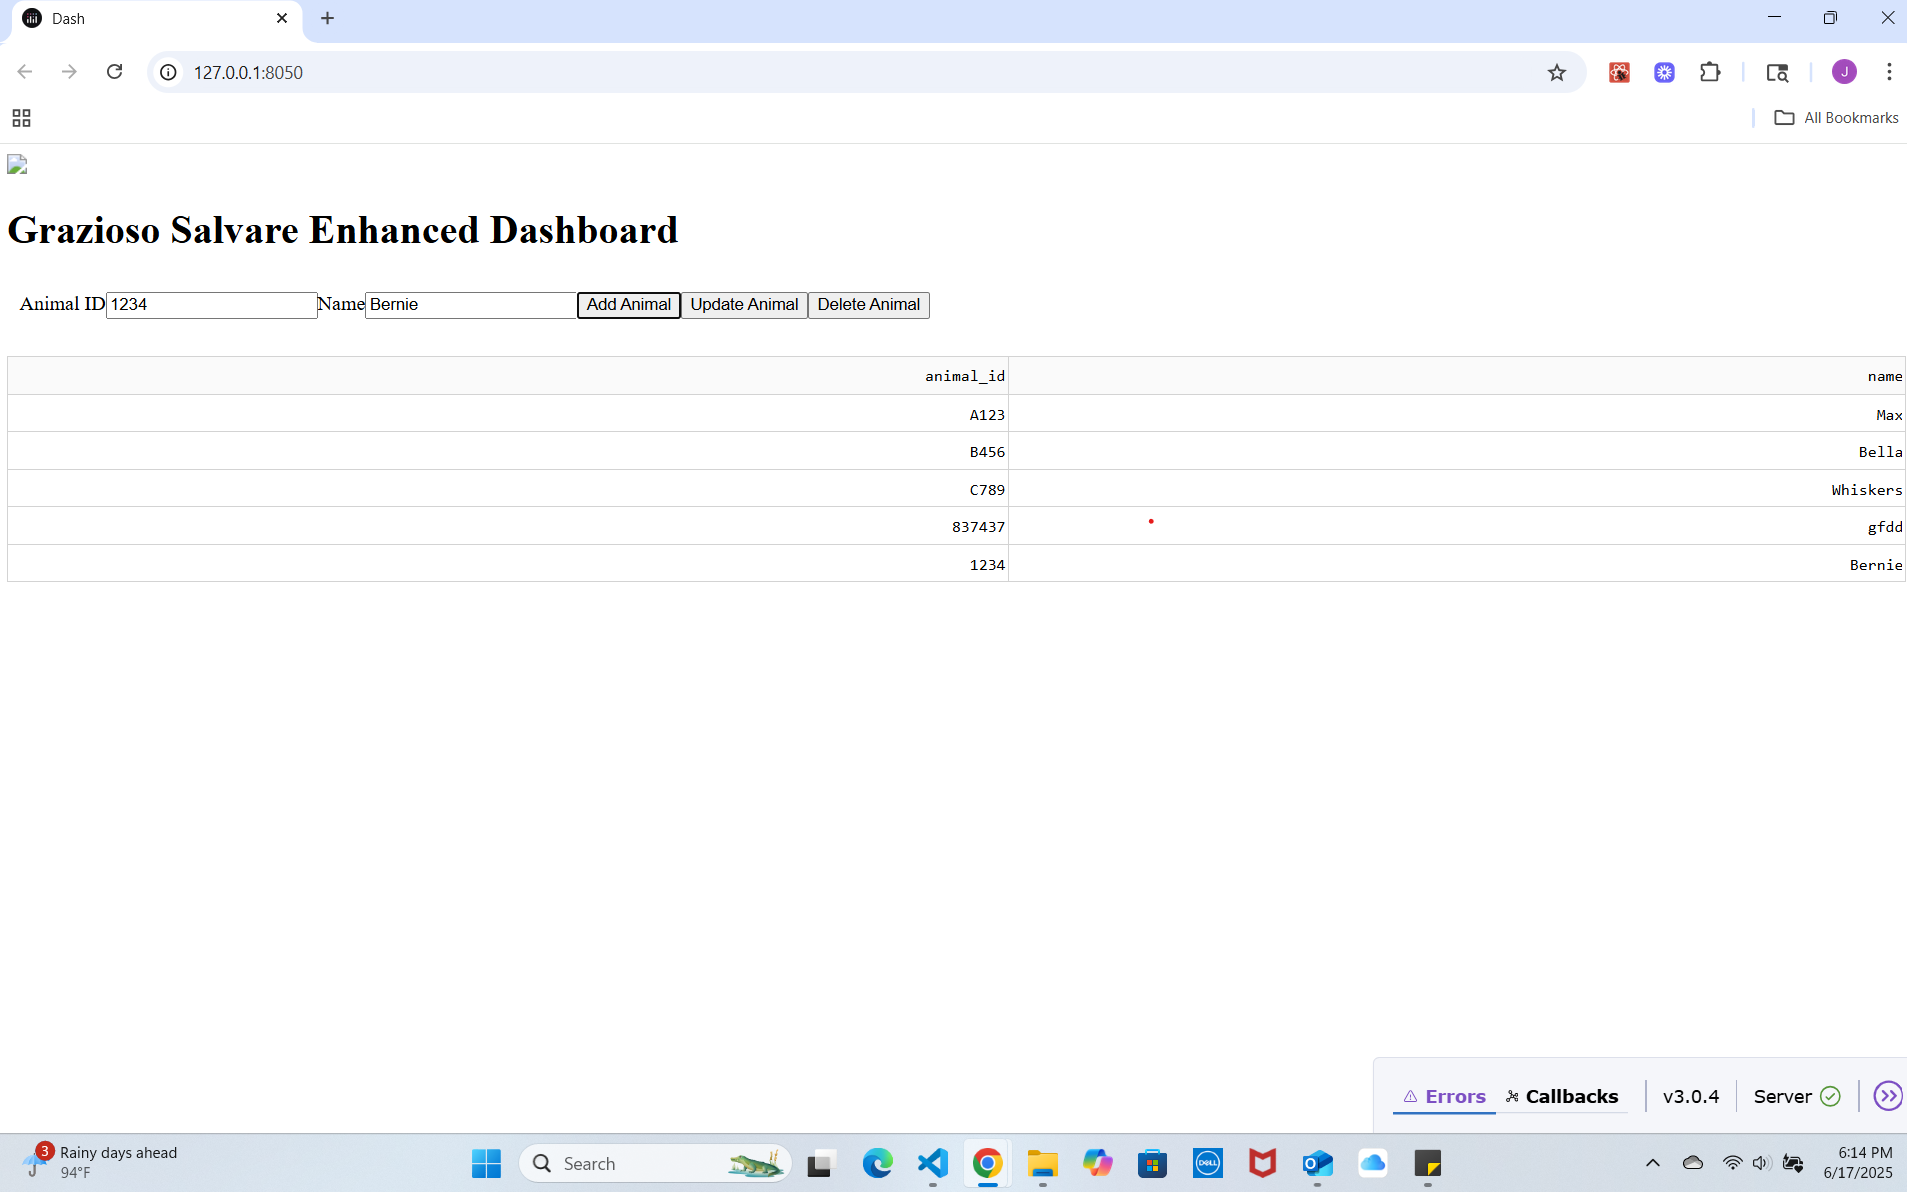 Dash
127.0.0.1:8050
J
All Bookmarks
Grazioso Salvare Enhanced Dashboard
Animal ID 1234 Name Bernie Add Animal Update Animal Delete Animal
animal_id name
A123 Max
B456 Bella
C789 Whiskers
837437 gfdd
1234 Bernie
Errors Callbacks v3.0.4 Server
3 Rainy days ahead
94°F
Search
DELL
6:14 PM
6/17/2025